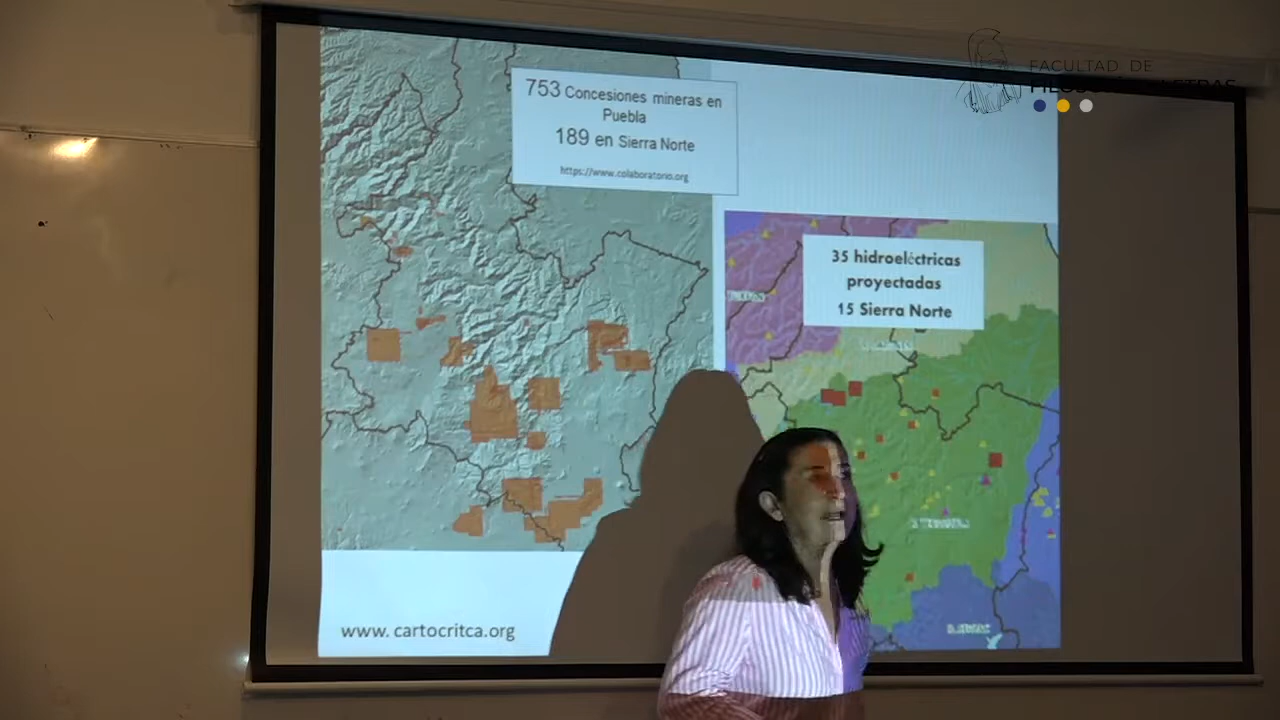 FACULTAD DE
753 Concesiones mineras en
Puebla
189 en Sierra Norte
https://www.colaboratorio.org
35 hidroeléctricas
proyectadas
15 Sierra Norte
www. cartocritca.org